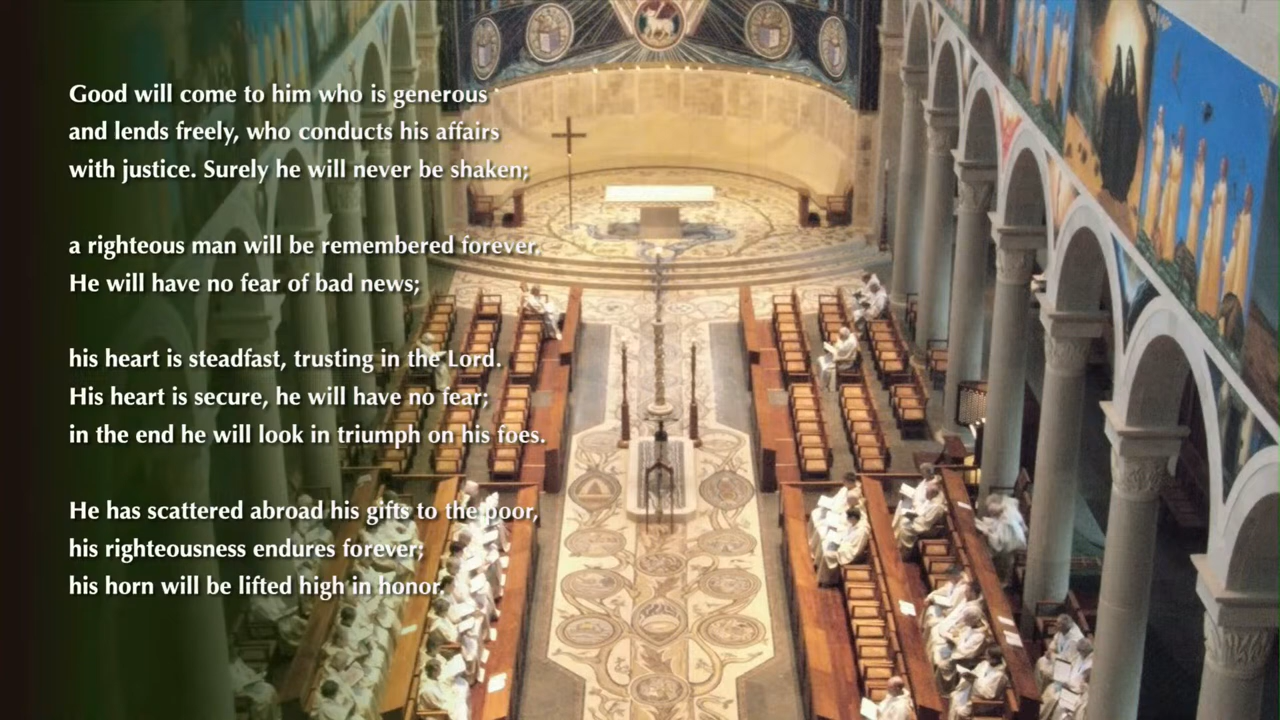 Good will come to him who is generous
and lends freely, who conducts his affairs
with justice. Surely he will never be shaken;
a righteous man will be remembered forever.
He will have no fear of bad news;
his heart is steadfast, trusting in the Lord.
His heart is secure, he will have no fear;
in the end he will look in triumph on his foes.
He has scattered abroad his gifts to the poor,
his righteousness endures forever;
his horn will be lifted high in honor.